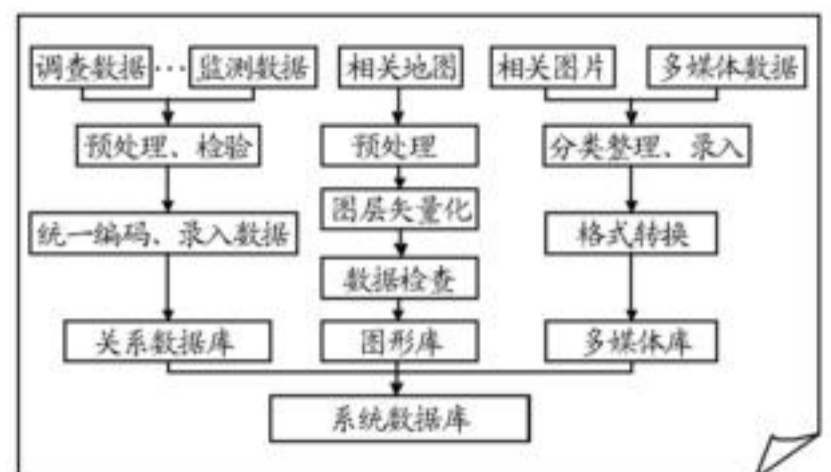 调查数据 … 监测数据 相关地图 相关图片 多媒体数据
预处理、检验 预处理 分类整理、录入
图层矢量化
统一编码、录入数据 格式转换
数据检查
关系数据库 图形库 多媒体库
系统数据库